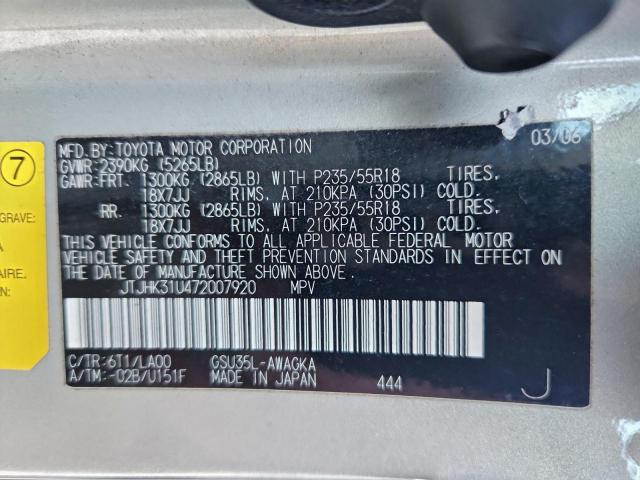 03/06
MFD.BY:TOYOTA MOTOR CORPORATION
GVWR:2390KG (5265LB)
GAWR:FRT. 1300KG (2865LB) WITH P235/55R18 TIRES,
18X7JJ RIMS, AT 210KPA (30PSI) COLD.
RR. 1300KG (2865LB) WITH P235/55R18 TIRES,
18X7JJ RIMS, AT 210KPA (30PSI) COLD.
THIS VEHICLE CONFORMS TO ALL APPLICABLE FEDERAL MOTOR
VEHICLE SAFETY AND THEFT PREVENTION STANDARDS IN EFFECT ON
THE DATE OF MANUFACTURE SHOWN ABOVE.
JTJHK31U472007920 MPV
C/TR:6T1/LA00 GSU35L-AWAGKA
A/TM:-02B/U151F MADE IN JAPAN 444 J
7
GRAVE:
AIRE.
N: